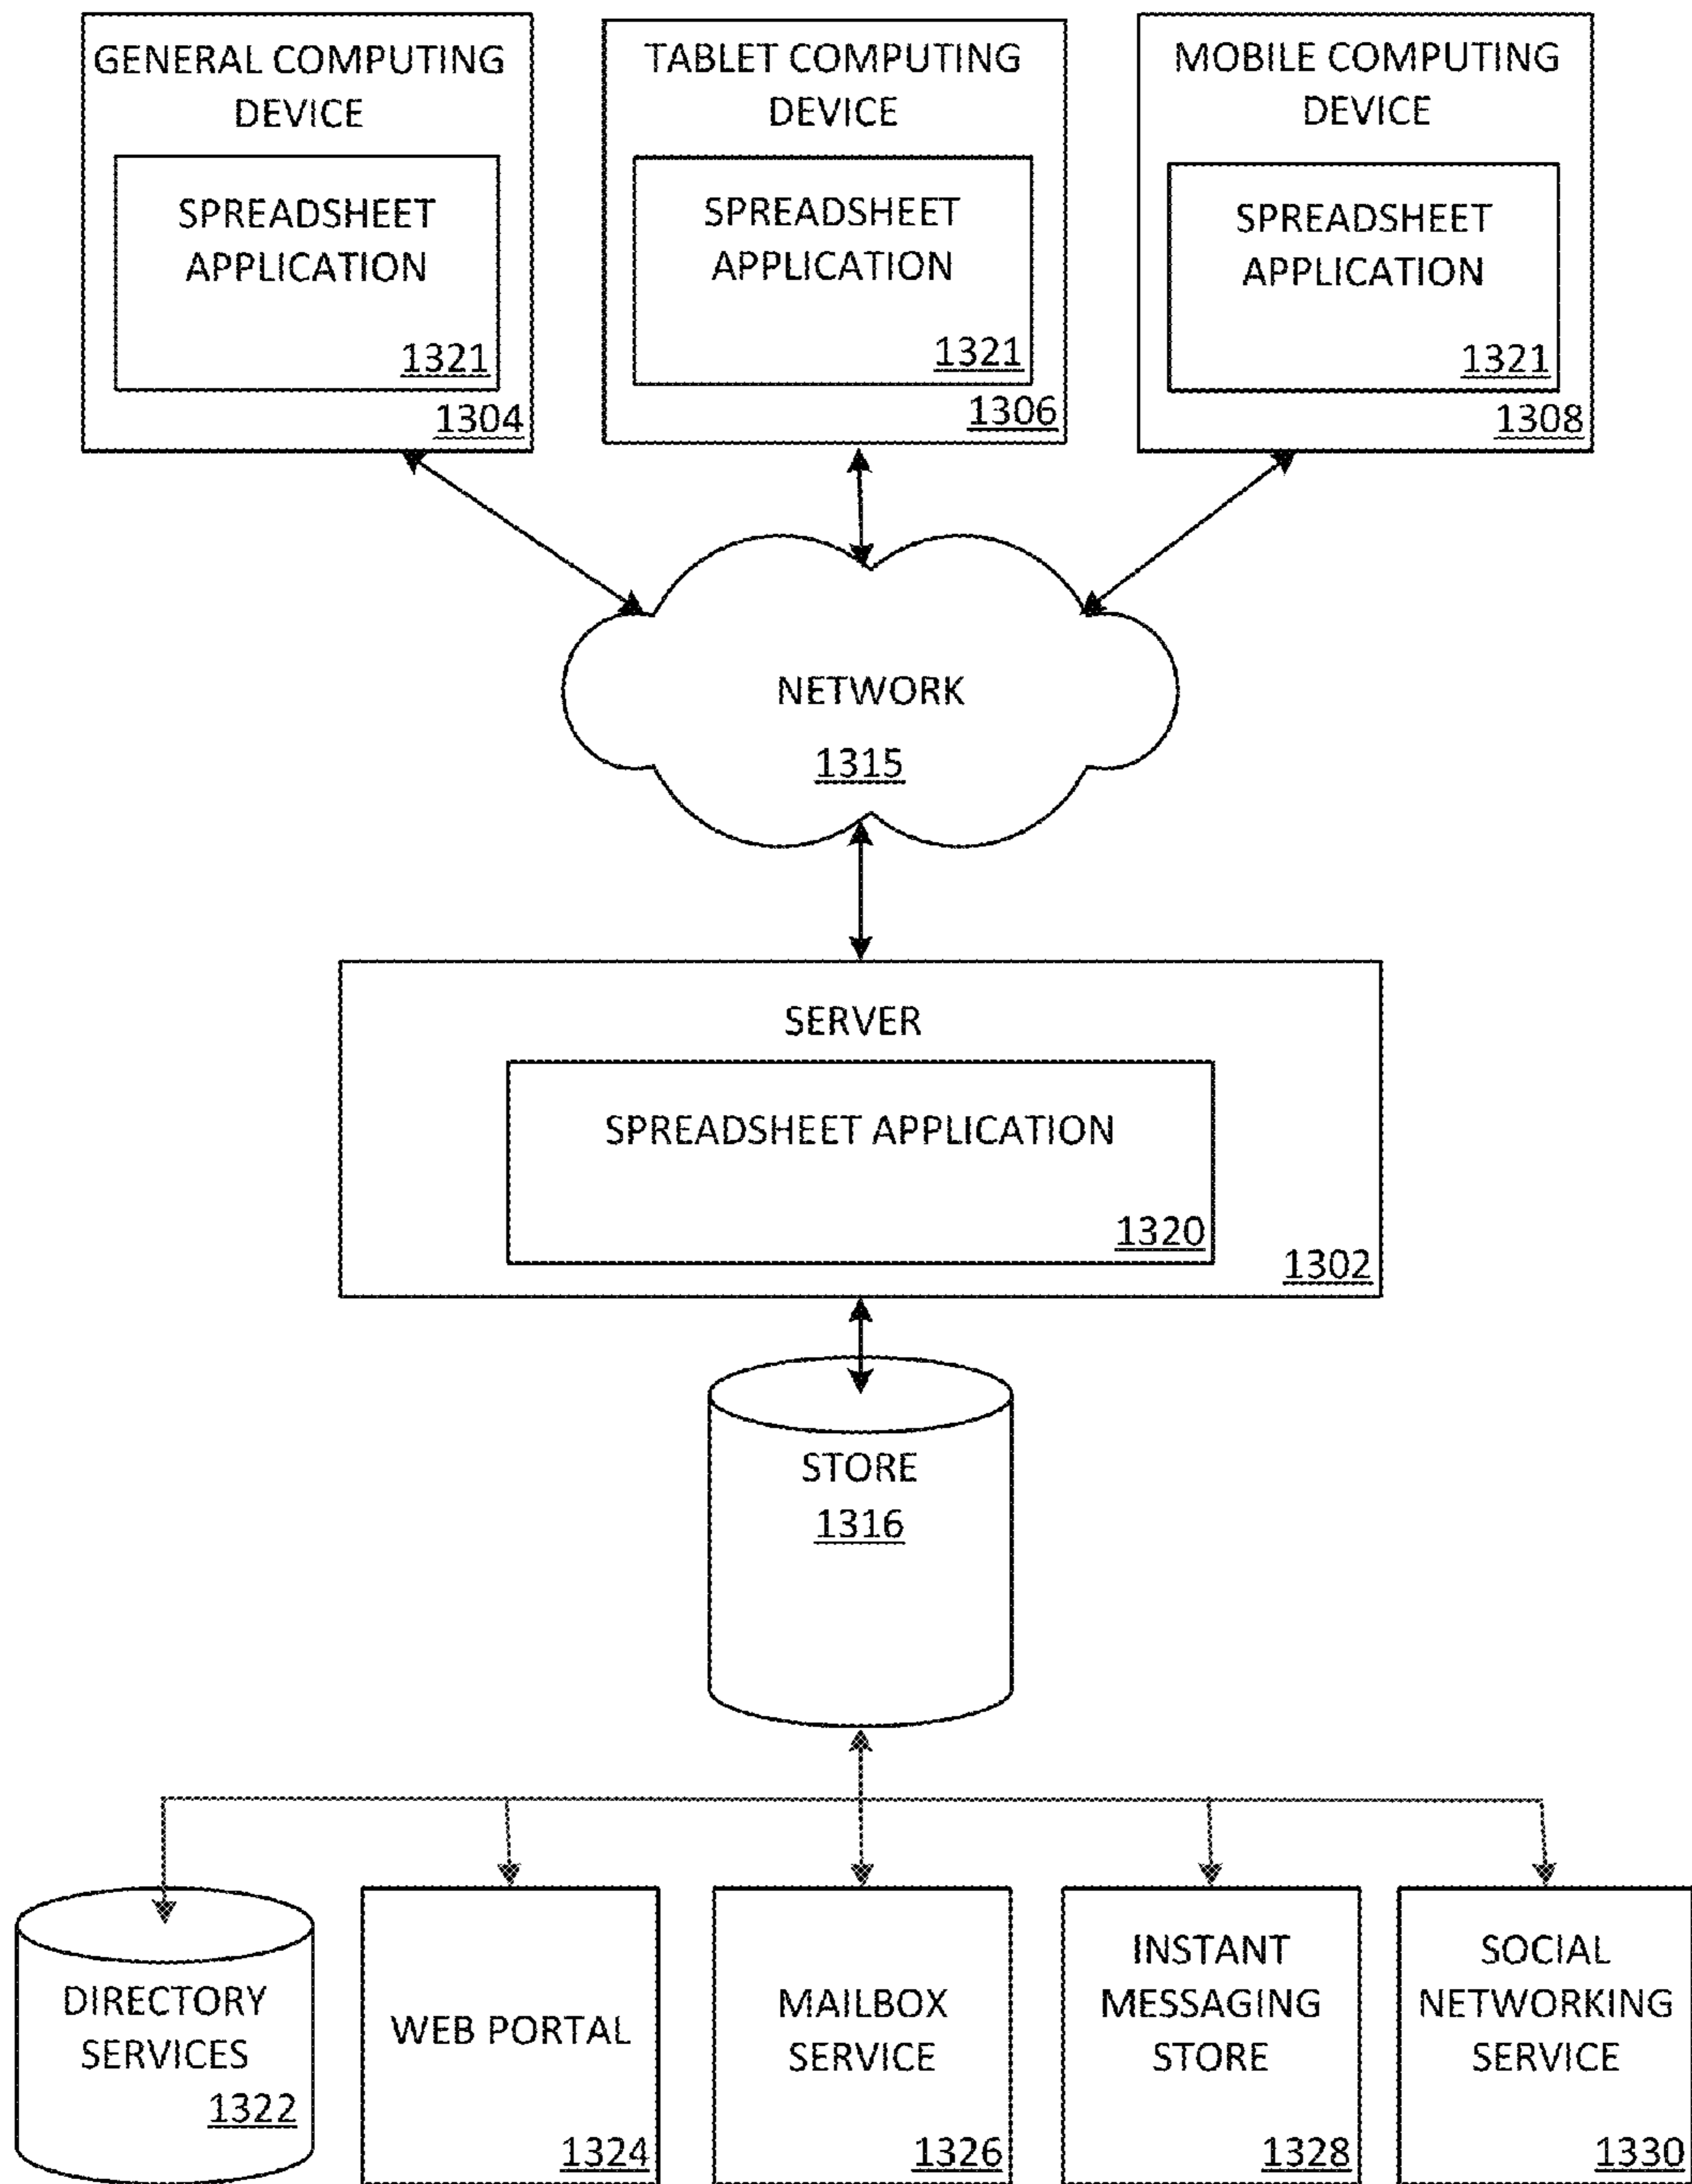 GENERAL COMPUTING
DEVICE
SPREADSHEET
APPLICATION
1321
1304
TABLET COMPUTING
DEVICE
SPREADSHEET
APPLICATION
1321
1306
MOBILE COMPUTING
DEVICE
SPREADSHEET
APPLICATION
1321
1308
NETWORK
1315
SERVER
SPREADSHEET APPLICATION
1320
1302
STORE
1316
DIRECTORY
SERVICES
1322
WEB PORTAL
1324
MAILBOX
SERVICE
1326
INSTANT
MESSAGING
STORE
1328
SOCIAL
NETWORKING
SERVICE
1330